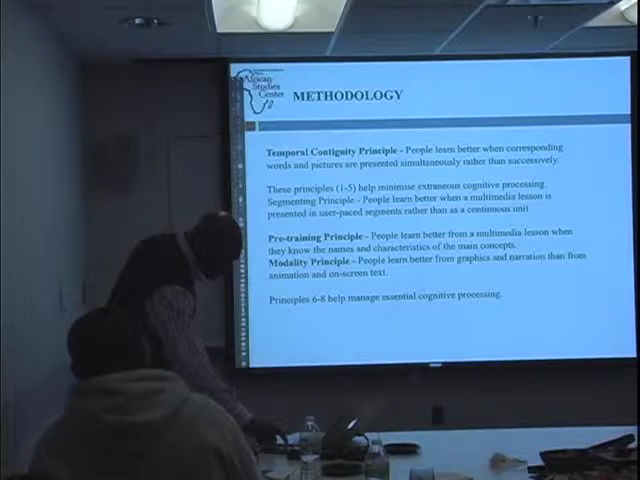 African
Studies
Center
METHODOLOGY
Temporal Contiguity Principle - People learn better when corresponding
words and pictures are presented simultaneously rather than successively.
These principles (1-5) help minimise extraneous cognitive processing.
Segmenting Principle - People learn better when a multimedia lesson is
presented in user-paced segments rather than as a continuous unit
Pre-training Principle - People learn better from a multimedia lesson when
they know the names and characteristics of the main concepts.
Modality Principle - People learn better from graphics and narration than from
animation and on-screen text.
Principles 6-8 help manage essential cognitive processing.